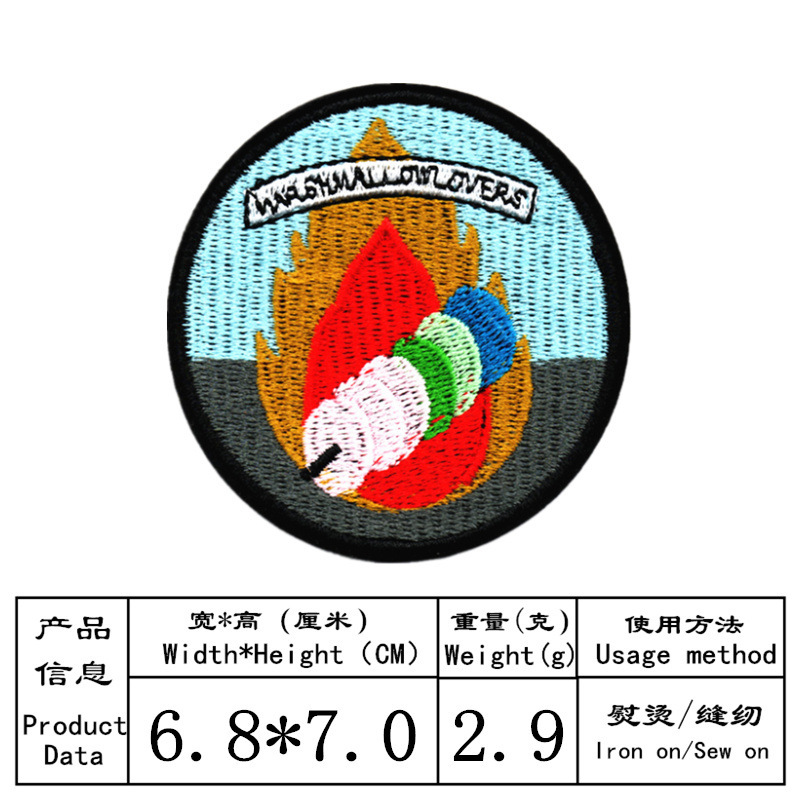 MARSHMALLOW LOVERS
产品
信息
Product
Data
宽*高 (厘米)
Width*Height (CM)
重量(克)
Weight(g)
使用方法
Usage method
6.8*7.0
2.9
熨烫/缝纫
Iron on/Sew on